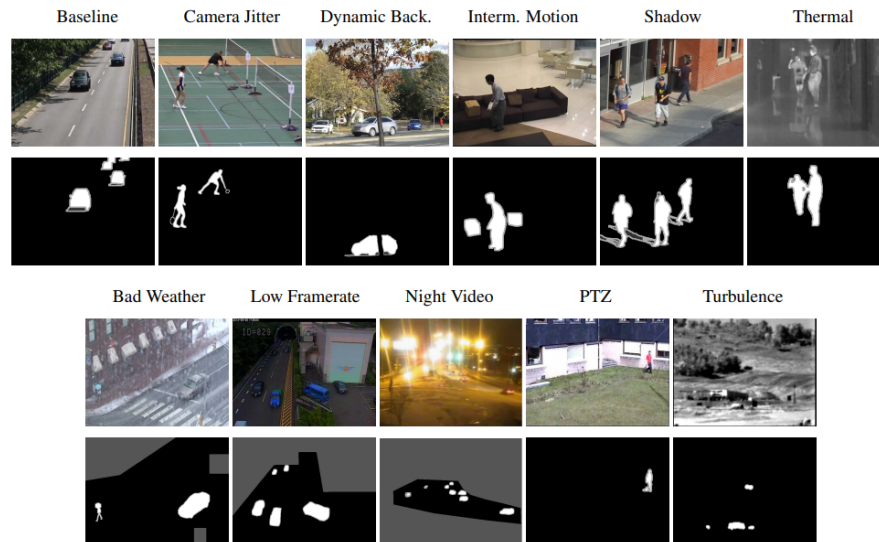 Baseline
Camera Jitter
Dynamic Back.
Interm. Motion
Shadow
Thermal
Bad Weather
Low Framerate
Night Video
PTZ
Turbulence